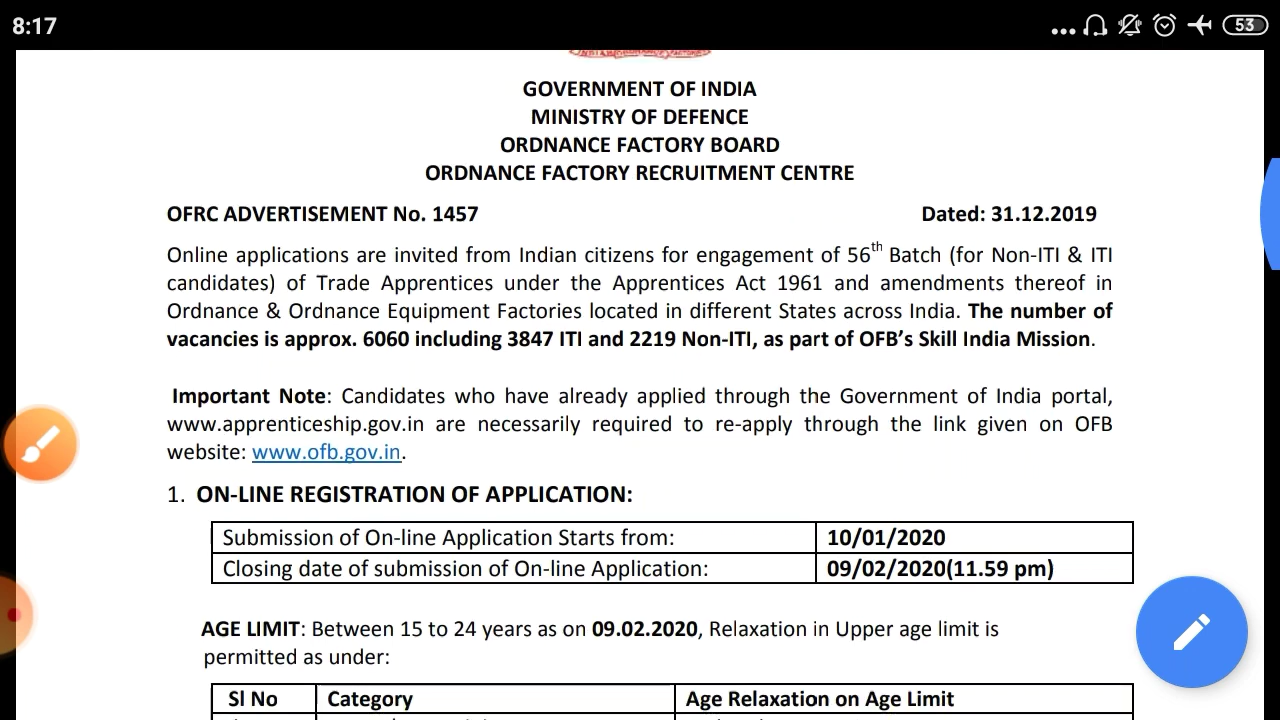 8:17
53
GOVERNMENT OF INDIA
MINISTRY OF DEFENCE
ORDNANCE FACTORY BOARD
ORDNANCE FACTORY RECRUITMENT CENTRE
OFRC ADVERTISEMENT No. 1457 Dated: 31.12.2019
Online applications are invited from Indian citizens for engagement of 56th Batch (for Non-ITI & ITI
candidates) of Trade Apprentices under the Apprentices Act 1961 and amendments thereof in
Ordnance & Ordnance Equipment Factories located in different States across India. The number of
vacancies is approx. 6060 including 3847 ITI and 2219 Non-ITI, as part of OFB's Skill India Mission.
Important Note: Candidates who have already applied through the Government of India portal,
www.apprenticeship.gov.in are necessarily required to re-apply through the link given on OFB
website: www.ofb.gov.in.
1. ON-LINE REGISTRATION OF APPLICATION:
Submission of On-line Application Starts from: 10/01/2020
Closing date of submission of On-line Application: 09/02/2020(11.59 pm)
AGE LIMIT: Between 15 to 24 years as on 09.02.2020, Relaxation in Upper age limit is
permitted as under:
Sl No Category Age Relaxation on Age Limit